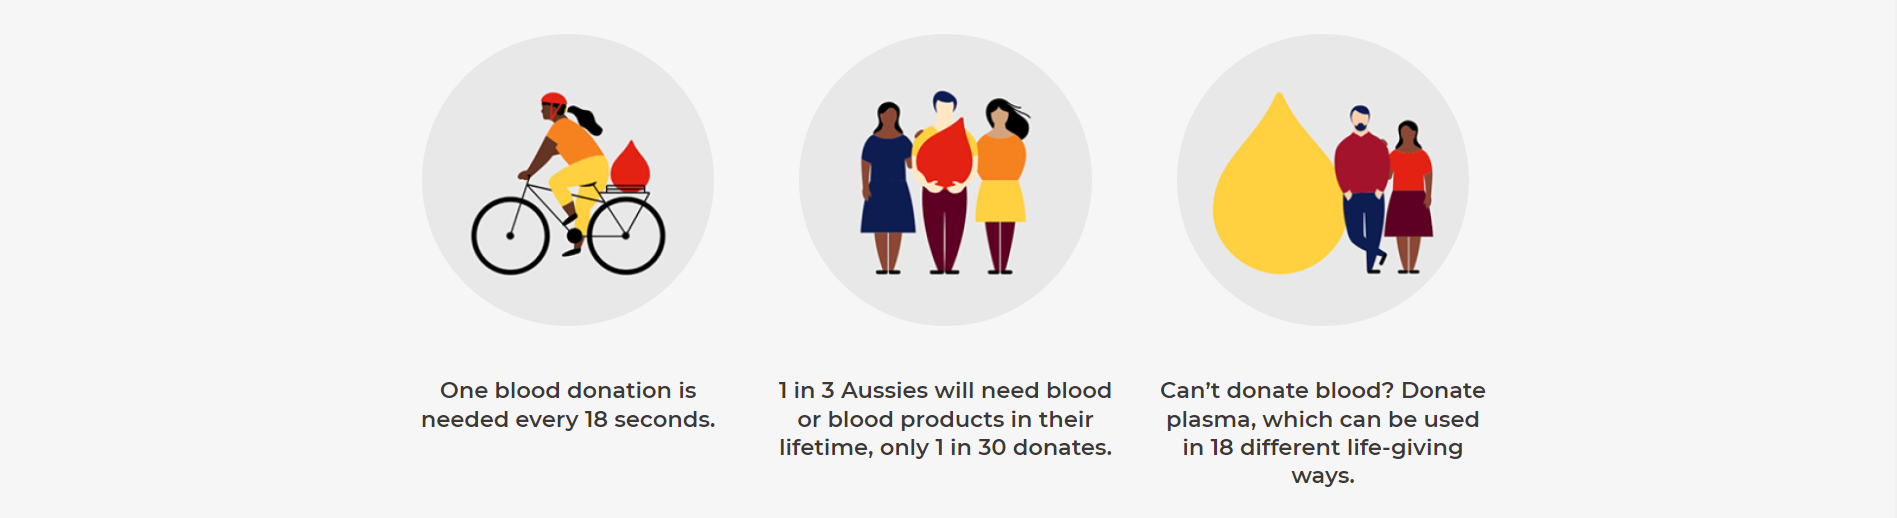 One blood donation is
needed every 18 seconds.
1 in 3 Aussies will need blood
or blood products in their
lifetime, only 1 in 30 donates.
Can’t donate blood? Donate
plasma, which can be used
in 18 different life-giving
ways.